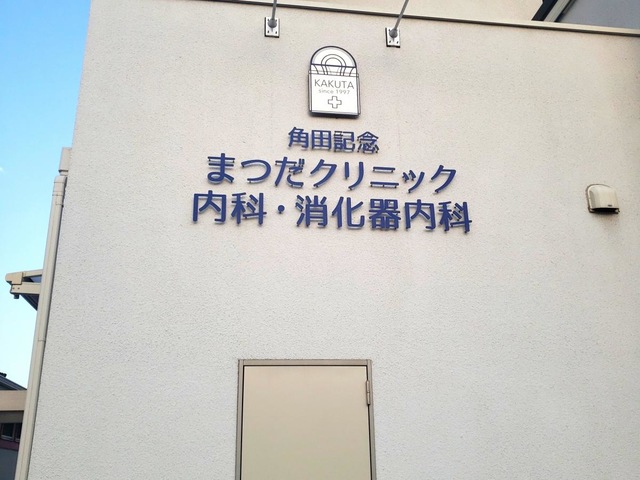 KAKUTA
since 1997
角田記念
まつだクリニック
内科・消化器内科